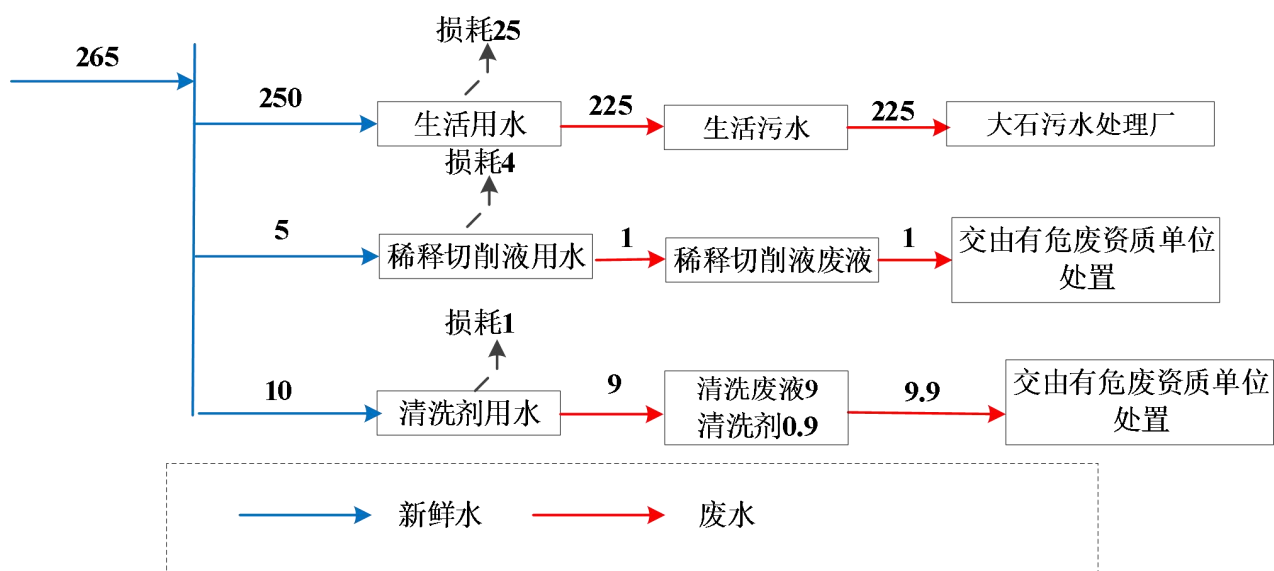 损耗25
265
250
生活用水
225
生活污水
225
大石污水处理厂
损耗4
5
稀释切削液用水
1
稀释切削液废液
1
交由有危废资质单位
处置
损耗1
10
清洗剂用水
9
清洗废液9
清洗剂0.9
9.9
交由有危废资质单位
处置
新鲜水
废水